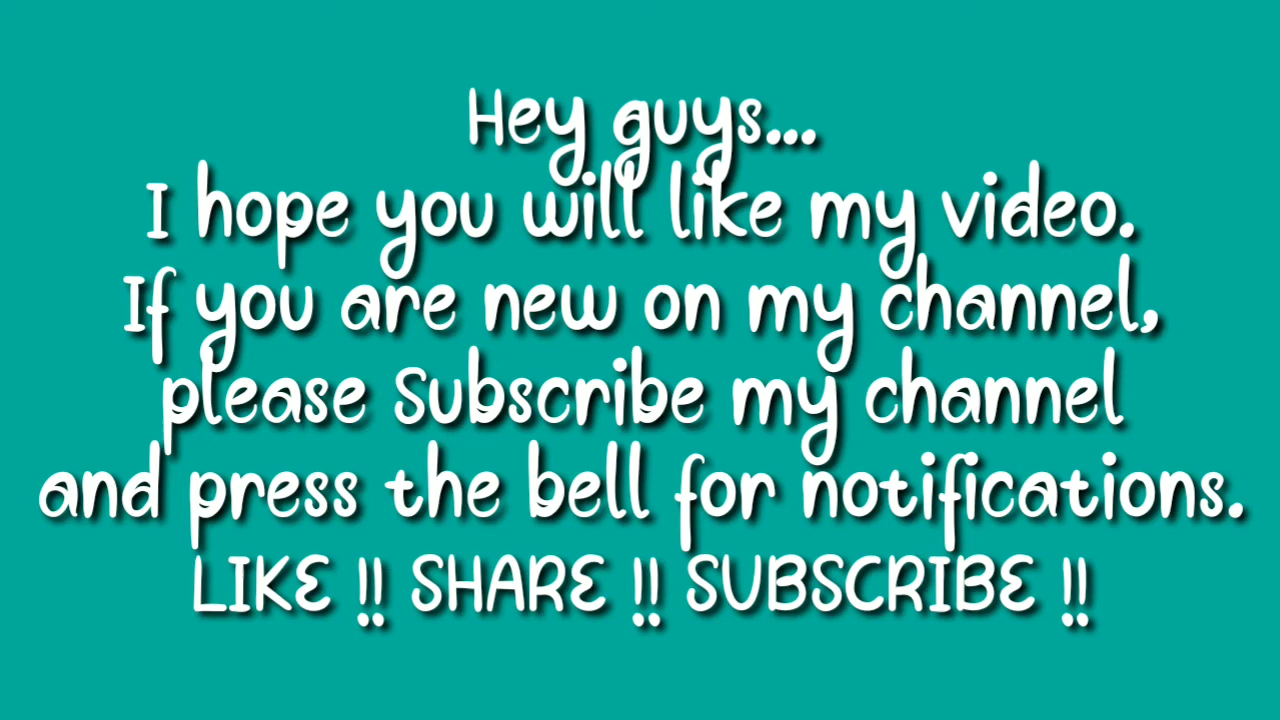 Hey guys...
I hope you will like my video.
If you are new on my channel,
please Subscribe my channel
and press the bell for notifications.
LIKE !! SHARE !! SUBSCRIBE !!